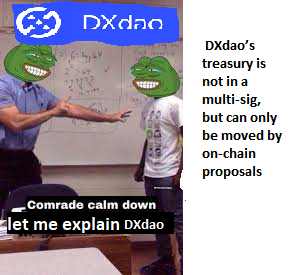 DXdao
DXdao's
treasury is
not in a
multi-sig,
but can only
be moved by
on-chain
proposals
Comrade calm down
let me explain DXdao